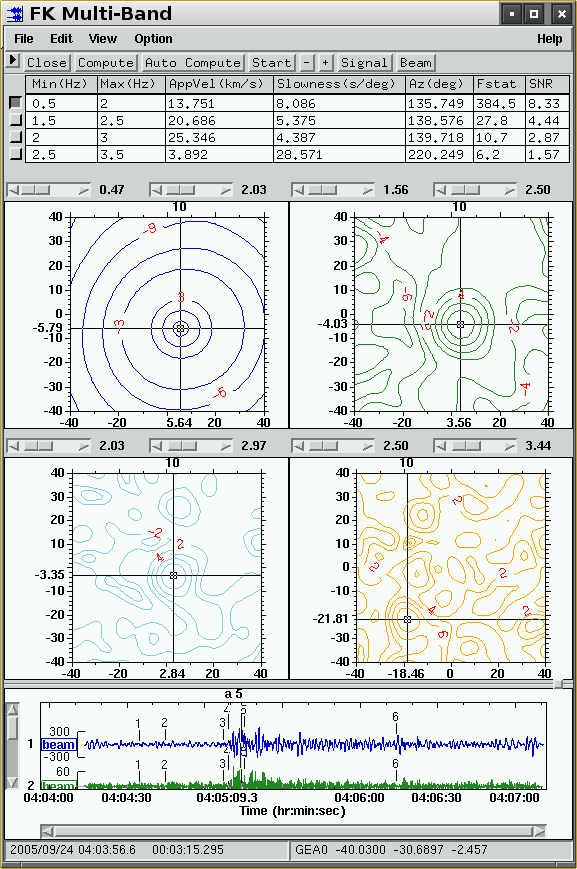 FK Multi-Band
File Edit View Option Help
Close Compute Auto Compute Start - + Signal Beam
Min(Hz) Max(Hz) AppVel(km/s) Slowness(s/deg) Az(deg) Fstat SNR
0.5 2 13.751 8.086 135.749 384.5 8.33
1.5 2.5 20.686 5.375 138.576 27.8 4.44
2 3 25.346 4.387 139.718 10.7 2.87
2.5 3.5 3.892 28.571 220.249 6.2 1.57
0.47 2.03 1.56 2.50
10 10
40 40
-9 -4
30 30
20 20
10 10
3 4 -6
0 0
-3 -2 -2
-5.79 -4.03
-10 -10
-20 -20
-30 -30
-6 -4
-40 -40
-40 -20 5.64 20 40 -40 -20 3.56 20 40
2.03 2.97 2.50 3.44
10 10
40 40
30 30
2
20 20
10 10
-2 2
4
0 0
2 2
-3.35
-10 -10
-20 -21.81
4 2
6
-30 -30
-40 -40
-40 -20 2.84 20 40 -40 -18.46 0 20 40
a 5
1 beam 300 -300 1 2 3 6
2 beam 60 1 2 3 6
04:04:00 04:04:30 04:05:09.3 04:06:00 04:06:30 04:07:00
Time (hr:min:sec)
2005/09/24 04:03:56.6 00:03:15.295 GEA0 -40.0300 -30.6897 -2.457